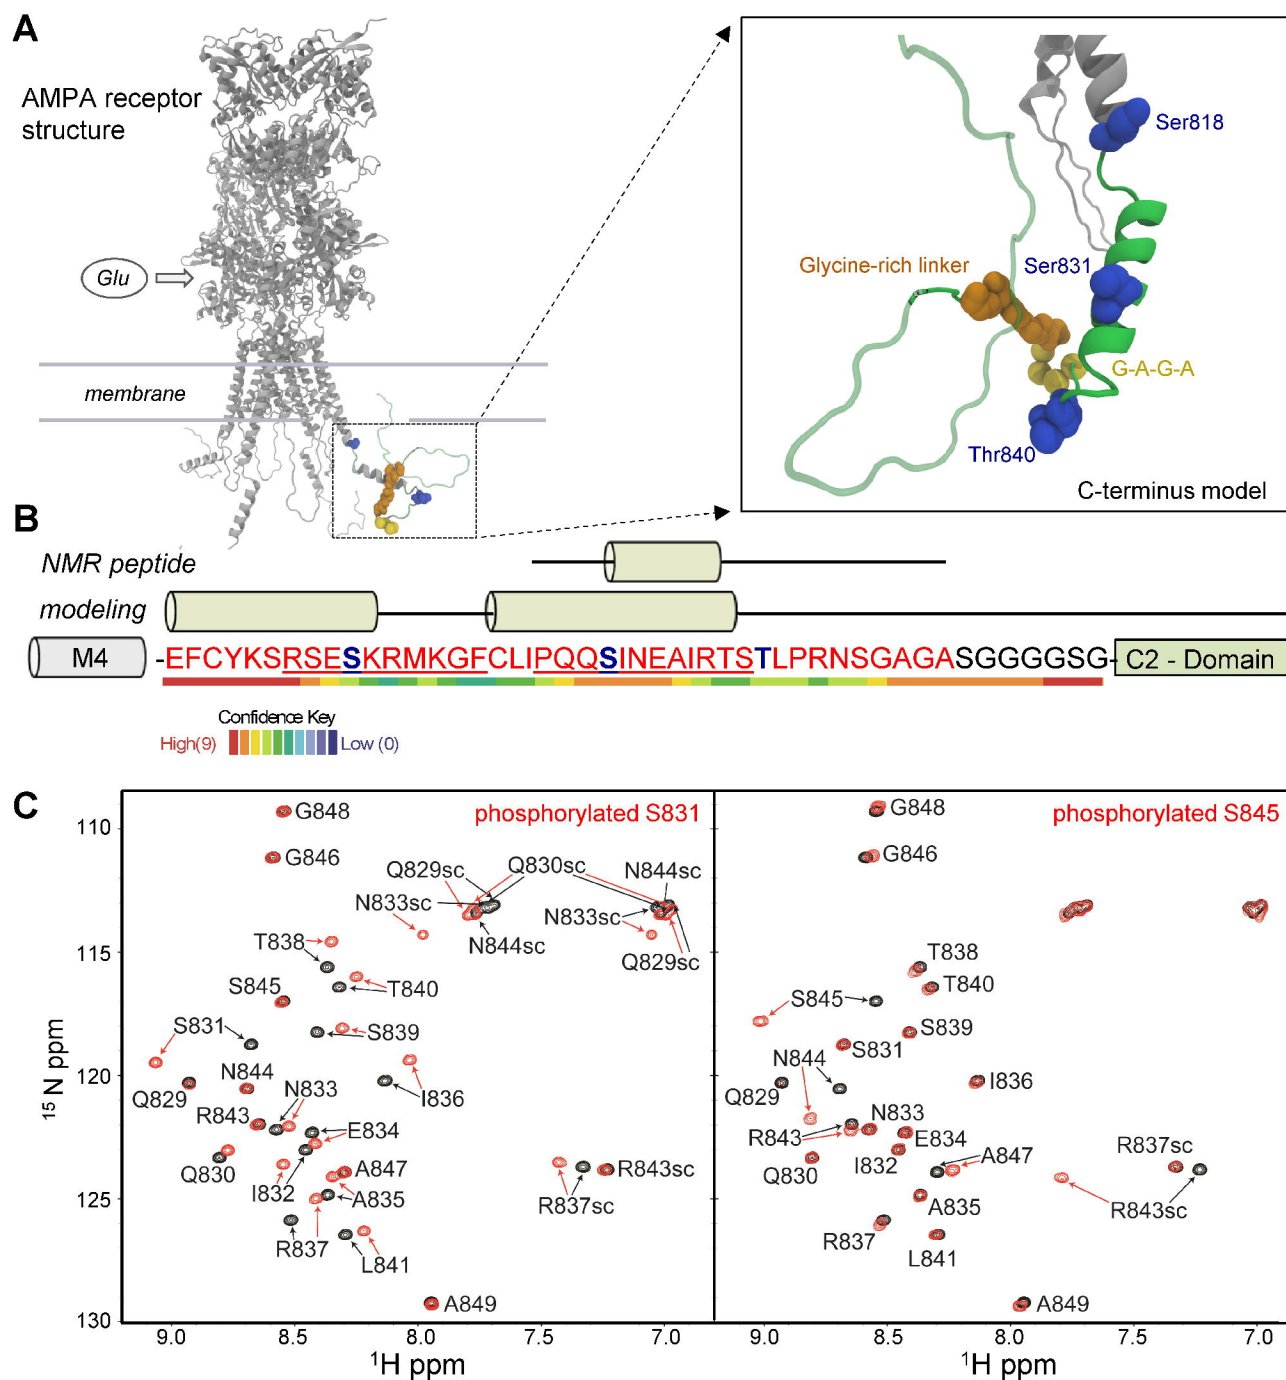 A
AMPA receptor
structure
Glu
membrane
Ser818
Glycine-rich linker
Ser831
G-A-G-A
Thr840
C-terminus model
B
NMR peptide
modeling
M4
-EFCYKSRSESKRMKGFCLIPQQSINEAIRTSTLPRNSGAGASGGGGSG-
C2 - Domain
Confidence Key
High(9)
Low (0)
C
phosphorylated S831
G848
G846
Q829sc
Q830sc
N844sc
N833sc
N833sc
N844sc
Q829sc
T838
T840
S845
S831
S839
N844
N833
I836
Q829
R843
E834
Q830
I832
A847
A835
R837sc
R843sc
R837
L841
A849
110
115
120
125
130
15N ppm
9.0
8.5
8.0
7.5
7.0
1H ppm
phosphorylated S845
G848
G846
T838
T840
S845
S839
S831
N844
Q829
I836
N833
R843
E834
Q830
I832
A847
R837sc
A835
R843sc
R837
L841
A849
9.0
8.5
8.0
7.5
7.0
1H ppm